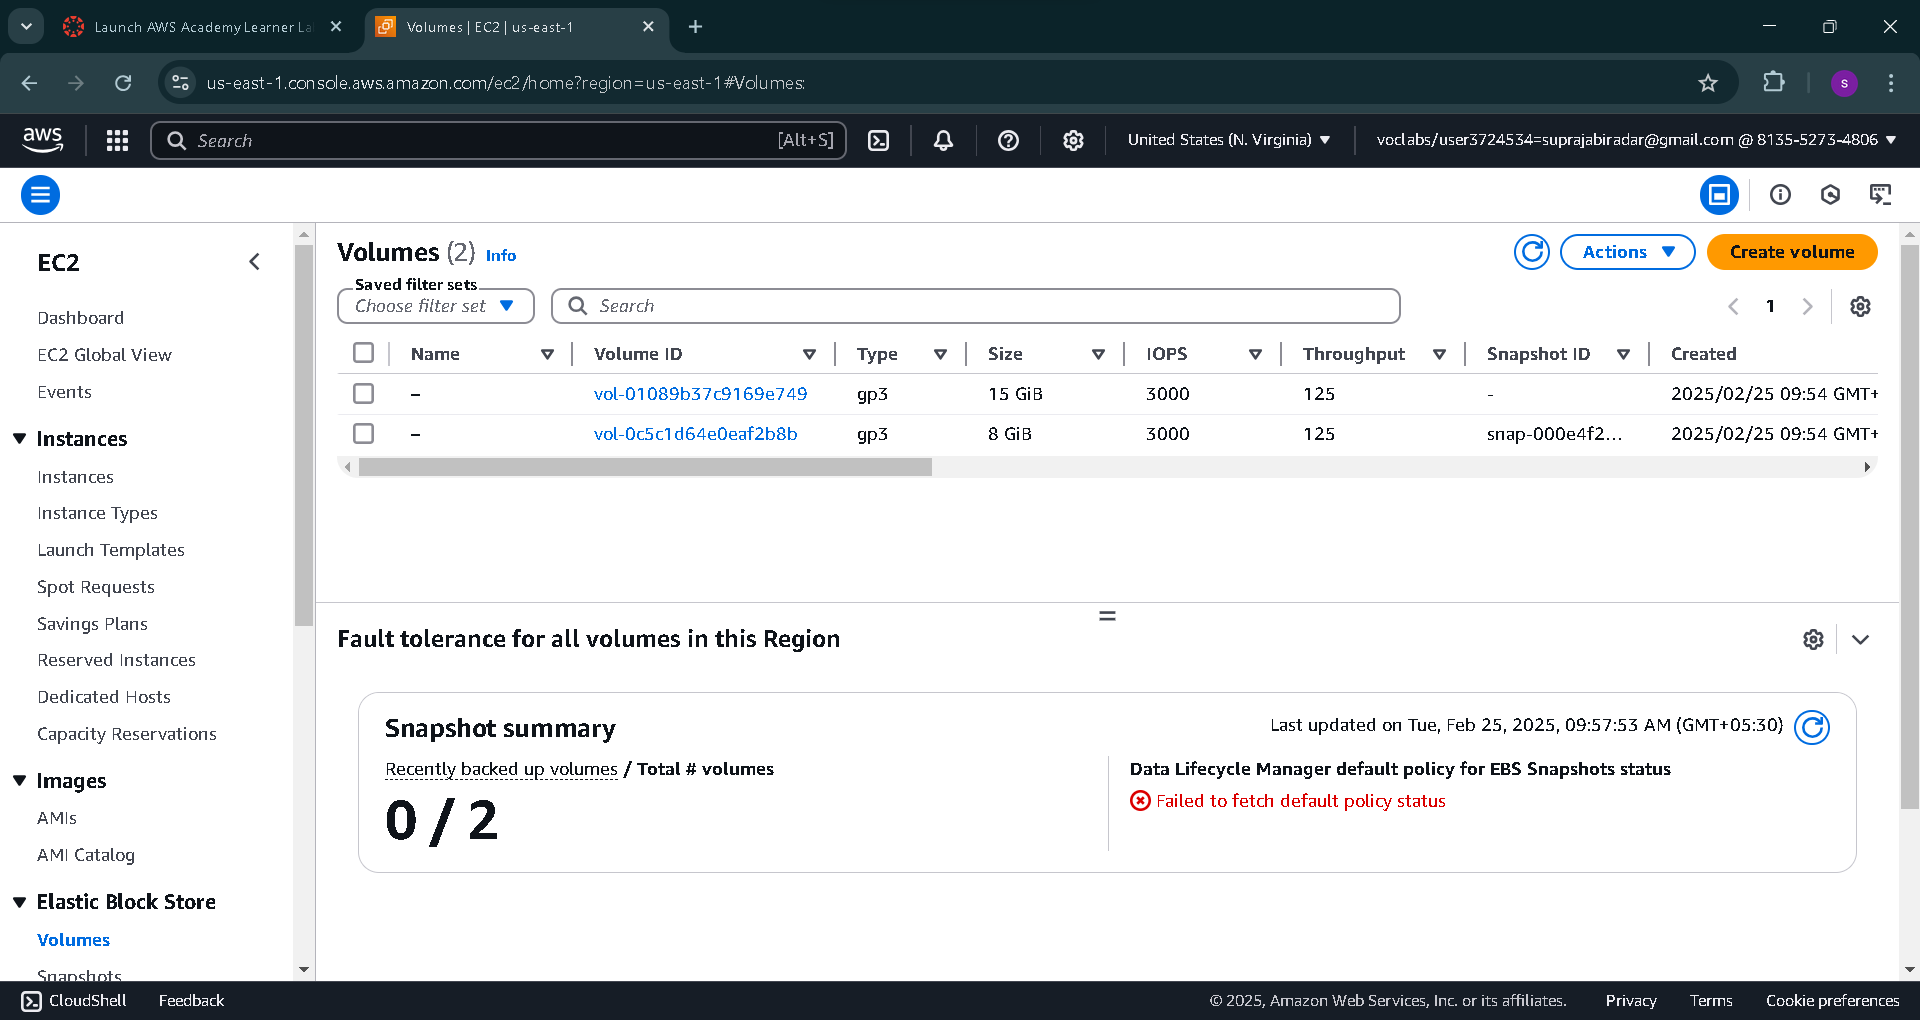 Launch AWS Academy Learner La
Volumes | EC2 | us-east-1
us-east-1.console.aws.amazon.com/ec2/home?region=us-east-1#Volumes:
s
aws
Search [Alt+S]
United States (N. Virginia)
voclabs/user3724534=suprajabiradar@gmail.com @ 8135-5273-4806
EC2
Dashboard
EC2 Global View
Events
Instances
Instances
Instance Types
Launch Templates
Spot Requests
Savings Plans
Reserved Instances
Dedicated Hosts
Capacity Reservations
Images
AMIs
AMI Catalog
Elastic Block Store
Volumes
Snapshots
Volumes (2) Info
Actions
Create volume
Saved filter sets
Choose filter set
Search
1
Name Volume ID Type Size IOPS Throughput Snapshot ID Created
– vol-01089b37c9169e749 gp3 15 GiB 3000 125 - 2025/02/25 09:54 GMT+
– vol-0c5c1d64e0eaf2b8b gp3 8 GiB 3000 125 snap-000e4f2... 2025/02/25 09:54 GMT+
Fault tolerance for all volumes in this Region
Snapshot summary
Last updated on Tue, Feb 25, 2025, 09:57:53 AM (GMT+05:30)
Recently backed up volumes / Total # volumes
0 / 2
Data Lifecycle Manager default policy for EBS Snapshots status
Failed to fetch default policy status
CloudShell Feedback
© 2025, Amazon Web Services, Inc. or its affiliates. Privacy Terms Cookie preferences